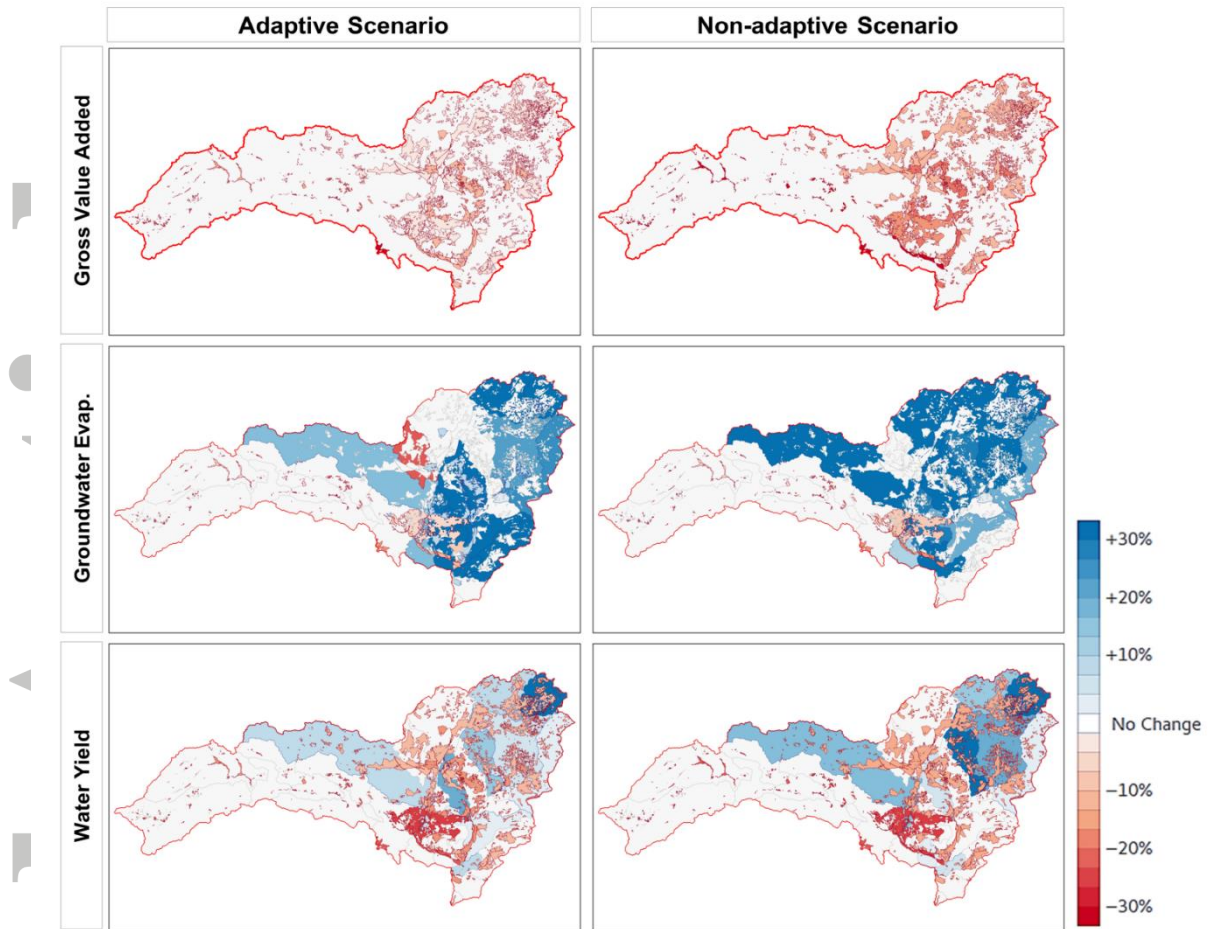 Adaptive Scenario
Non-adaptive Scenario
Gross Value Added
Groundwater Evap.
Water Yield
+30%
+20%
+10%
No Change
−10%
−20%
−30%